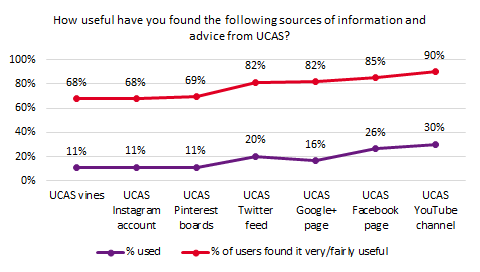 How useful have you found the following sources of information and
advice from UCAS?
100%
80%
60%
40%
20%
0%
68%
68%
69%
82%
82%
85%
90%
11%
11%
11%
20%
16%
26%
30%
UCAS vines
UCAS
Instagram
account
UCAS
Pinterest
boards
UCAS
Twitter
feed
UCAS
Google+
page
UCAS
Facebook
page
UCAS
YouTube
channel
% used
% of users found it very/fairly useful